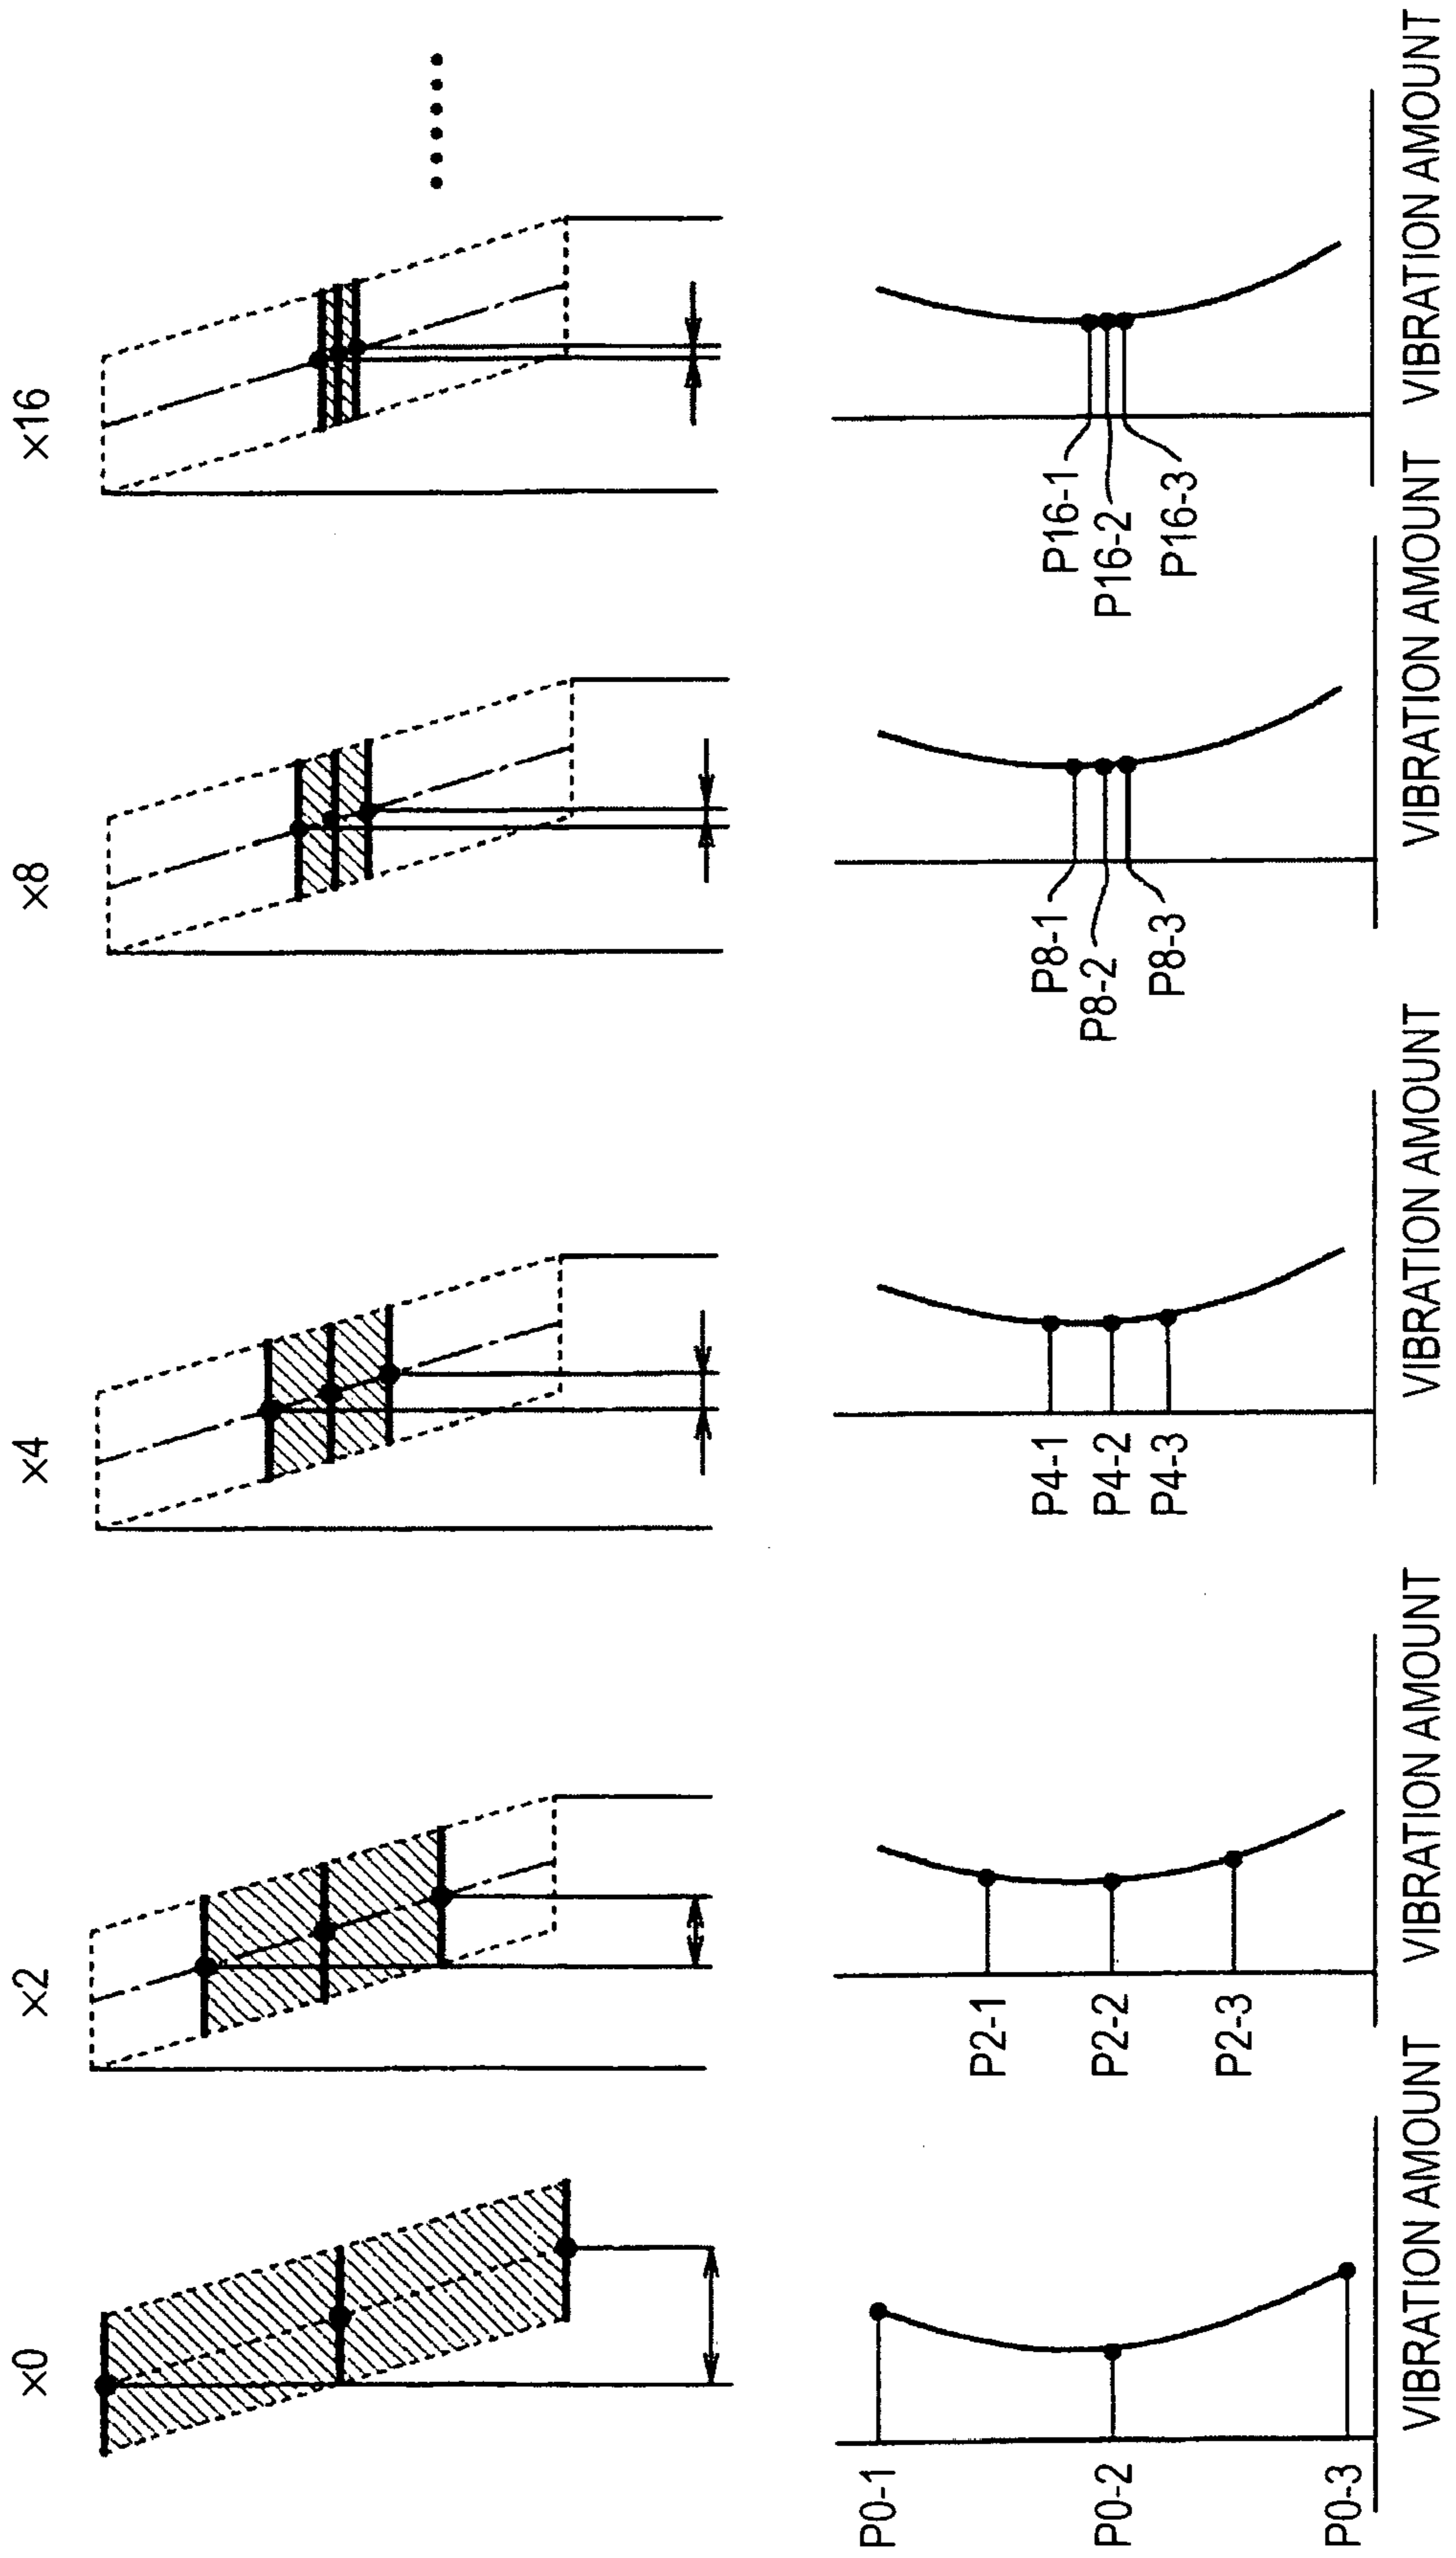 ×0
×2
×4
×8
×16
P0-1
P0-2
P0-3
VIBRATION AMOUNT
P2-1
P2-2
P2-3
VIBRATION AMOUNT
P4-1
P4-2
P4-3
VIBRATION AMOUNT
P8-1
P8-2
P8-3
VIBRATION AMOUNT
P16-1
P16-2
P16-3
VIBRATION AMOUNT